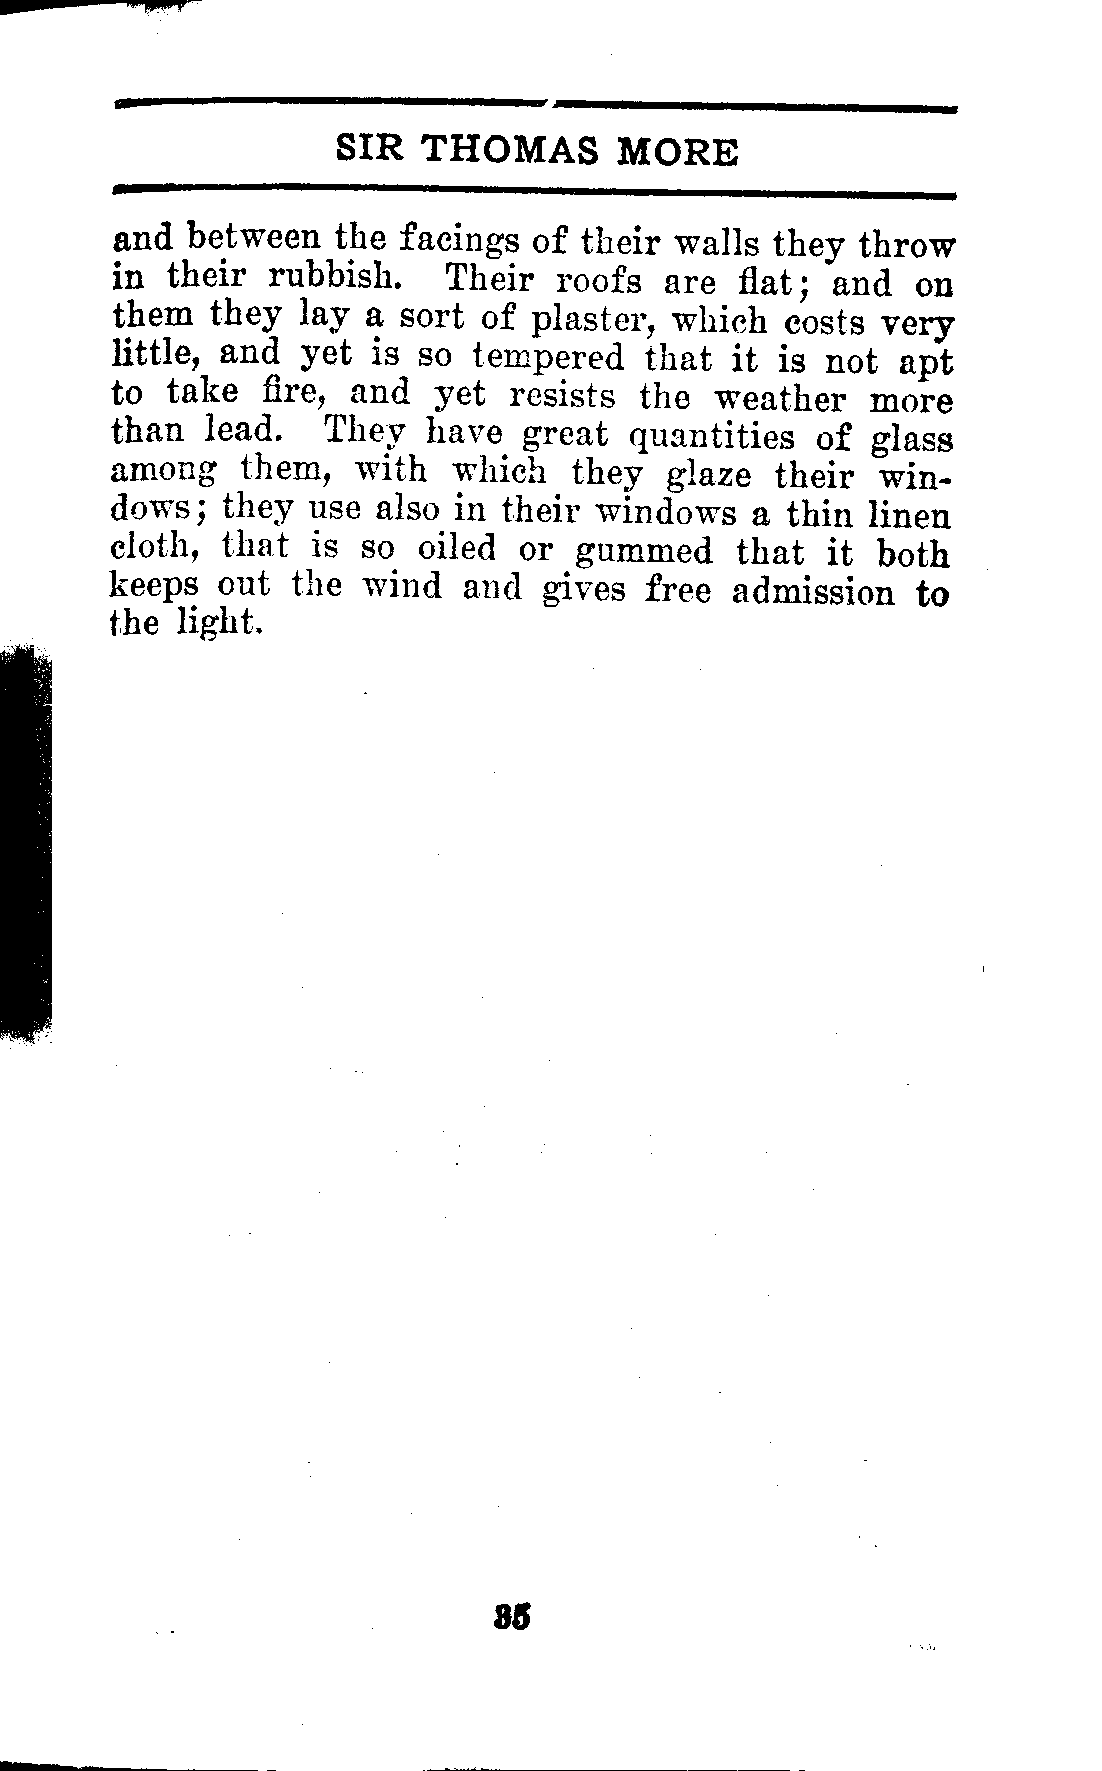 SIR THOMAS MORE
and between the facings of their walls they throw
in their rubbish. Their roofs are flat; and on
them they lay a sort of plaster, which costs very
little, and yet is so tempered that it is not apt
to take fire, and yet resists the weather more
than lead. They have great quantities of glass
among them, with which they glaze their win-
dows; they use also in their windows a thin linen
cloth, that is so oiled or gummed that it both
keeps out the wind and gives free admission to
the light.
35